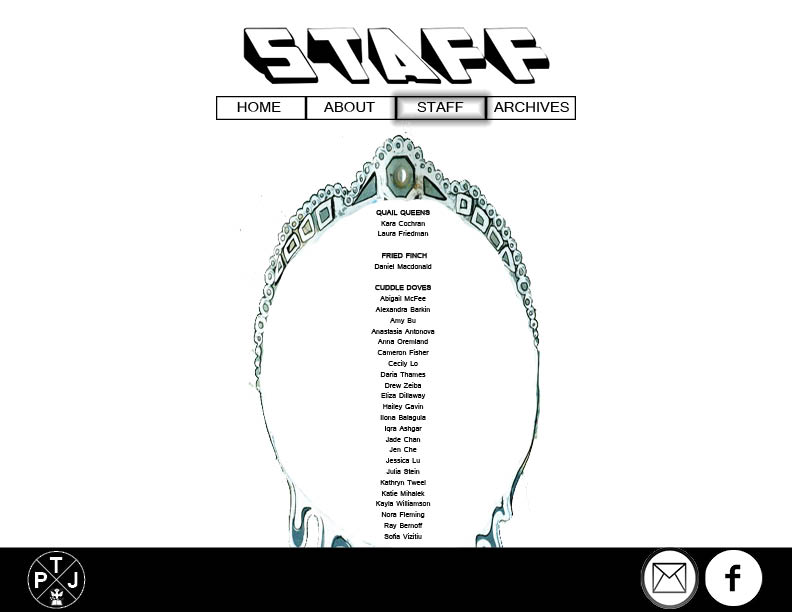 STAFF
HOME ABOUT STAFF ARCHIVES
QUAIL QUEENS
Kara Cochran
Laura Friedman
FRIED FINCH
Daniel Macdonald
CUDDLE DOVES
Abigail McFee
Alexandra Barkin
Amy Bu
Anastasia Antonova
Anna Oremland
Cameron Fisher
Cecily Lo
Daria Thames
Drew Zeiba
Eliza Dillaway
Hailey Gavin
Ilona Balagula
Iqra Ashgar
Jade Chan
Jen Che
Jessica Lu
Julia Stein
Kathryn Tweel
Katie Mihalek
Kayla Williamson
Nora Fleming
Ray Bernoff
Sofia Vizitiu
P T J
f